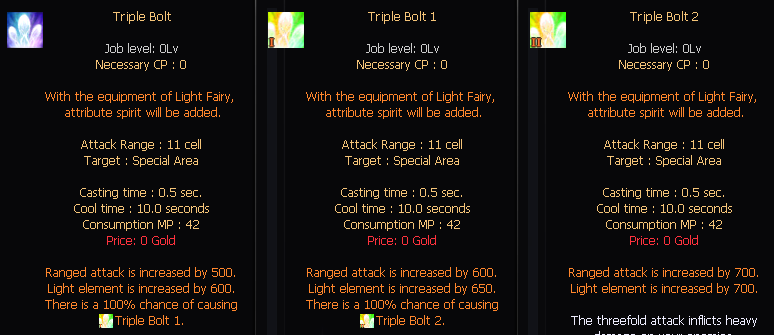 Triple Bolt
Job level: 0Lv
Necessary CP : 0
With the equipment of Light Fairy,
attribute spirit will be added.
Attack Range : 11 cell
Target : Special Area
Casting time : 0.5 sec.
Cool time : 10.0 seconds
Consumption MP : 42
Price: 0 Gold
Ranged attack is increased by 500.
Light element is increased by 600.
There is a 100% chance of causing
Triple Bolt 1.
I
Triple Bolt 1
Job level: 0Lv
Necessary CP : 0
With the equipment of Light Fairy,
attribute spirit will be added.
Attack Range : 11 cell
Target : Special Area
Casting time : 0.5 sec.
Cool time : 10.0 seconds
Consumption MP : 42
Price: 0 Gold
Ranged attack is increased by 600.
Light element is increased by 650.
There is a 100% chance of causing
Triple Bolt 2.
II
Triple Bolt 2
Job level: 0Lv
Necessary CP : 0
With the equipment of Light Fairy,
attribute spirit will be added.
Attack Range : 11 cell
Target : Special Area
Casting time : 0.5 sec.
Cool time : 10.0 seconds
Consumption MP : 42
Price: 0 Gold
Ranged attack is increased by 700.
Light element is increased by 700.
The threefold attack inflicts heavy
damage on your enemies